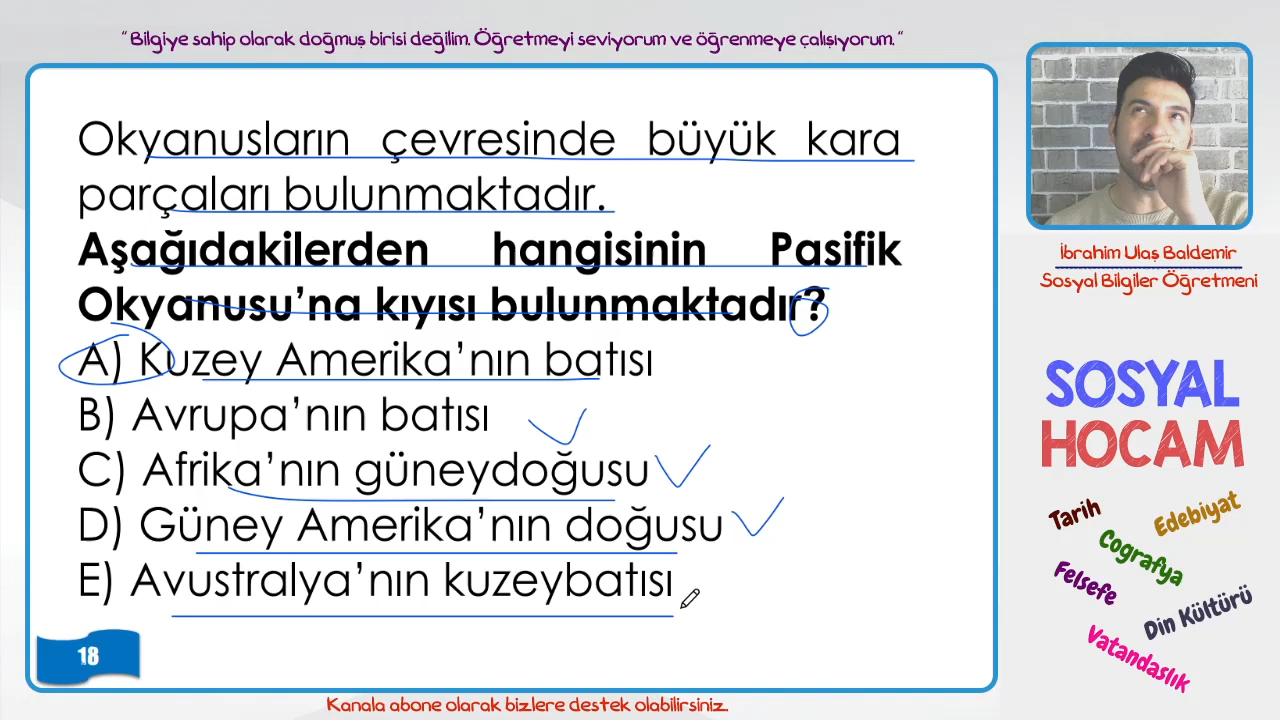 “ Bilgiye sahip olarak doğmuş birisi değilim. Öğretmeyi seviyorum ve öğrenmeye çalışıyorum. ”
Okyanusların çevresinde büyük kara
parçaları bulunmaktadır.
Aşağıdakilerden hangisinin Pasifik
Okyanusu’na kıyısı bulunmaktadır?
A) Kuzey Amerika’nın batısı
B) Avrupa’nın batısı
C) Afrika’nın güneydoğusu
D) Güney Amerika’nın doğusu
E) Avustralya’nın kuzeybatısı
18
Kanala abone olarak bizlere destek olabilirsiniz.
İbrahim Ulaş Baldemir
Sosyal Bilgiler Öğretmeni
SOSYAL
HOCAM
Tarih
Edebiyat
Coğrafya
Felsefe
Din Kültürü
Vatandaşlık